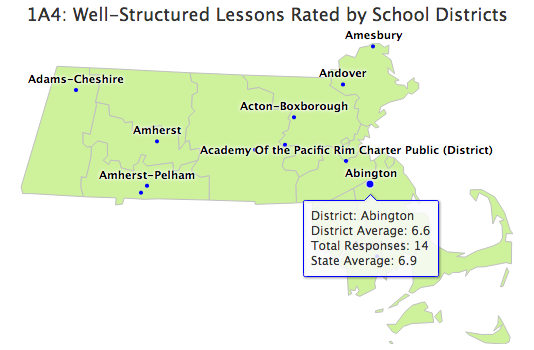 1A4: Well-Structured Lessons Rated by School Districts
Amesbury
Andover
Adams-Cheshire
Acton-Boxborough
Amherst
Academy Of the Pacific Rim Charter Public (District)
Amherst-Pelham
Abington
District: Abington
District Average: 6.6
Total Responses: 14
State Average: 6.9